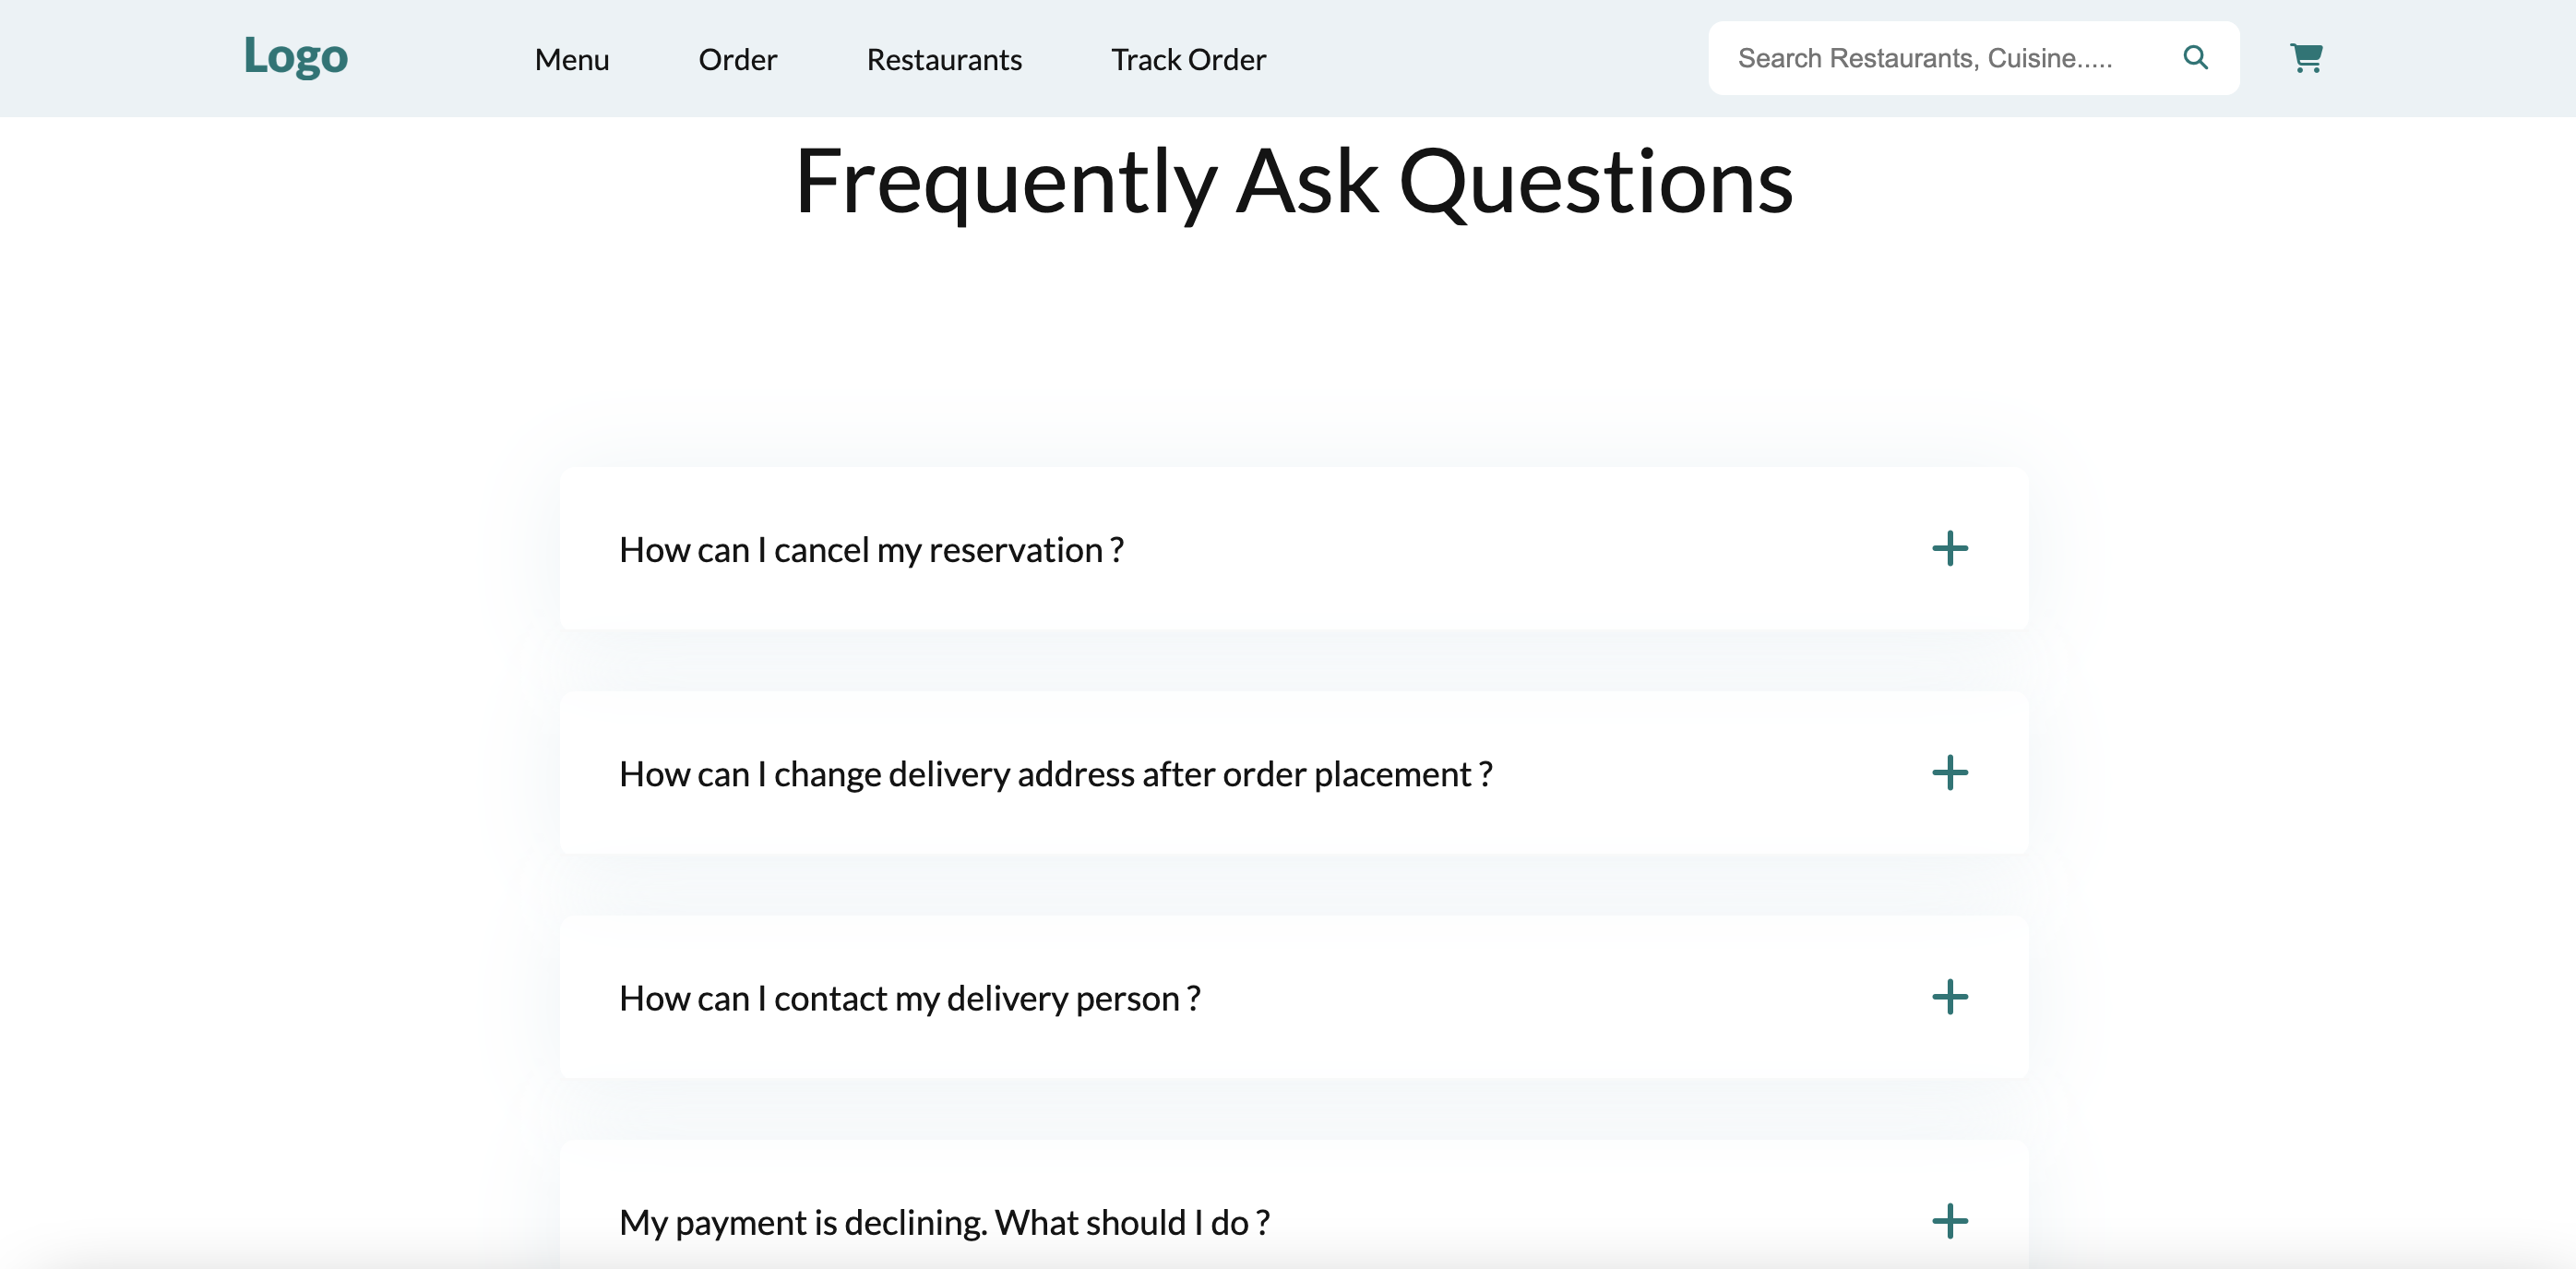 Logo
Menu
Order
Restaurants
Track Order
Search Restaurants, Cuisine.....
Frequently Ask Questions
How can I cancel my reservation ?
How can I change delivery address after order placement ?
How can I contact my delivery person ?
My payment is declining. What should I do ?